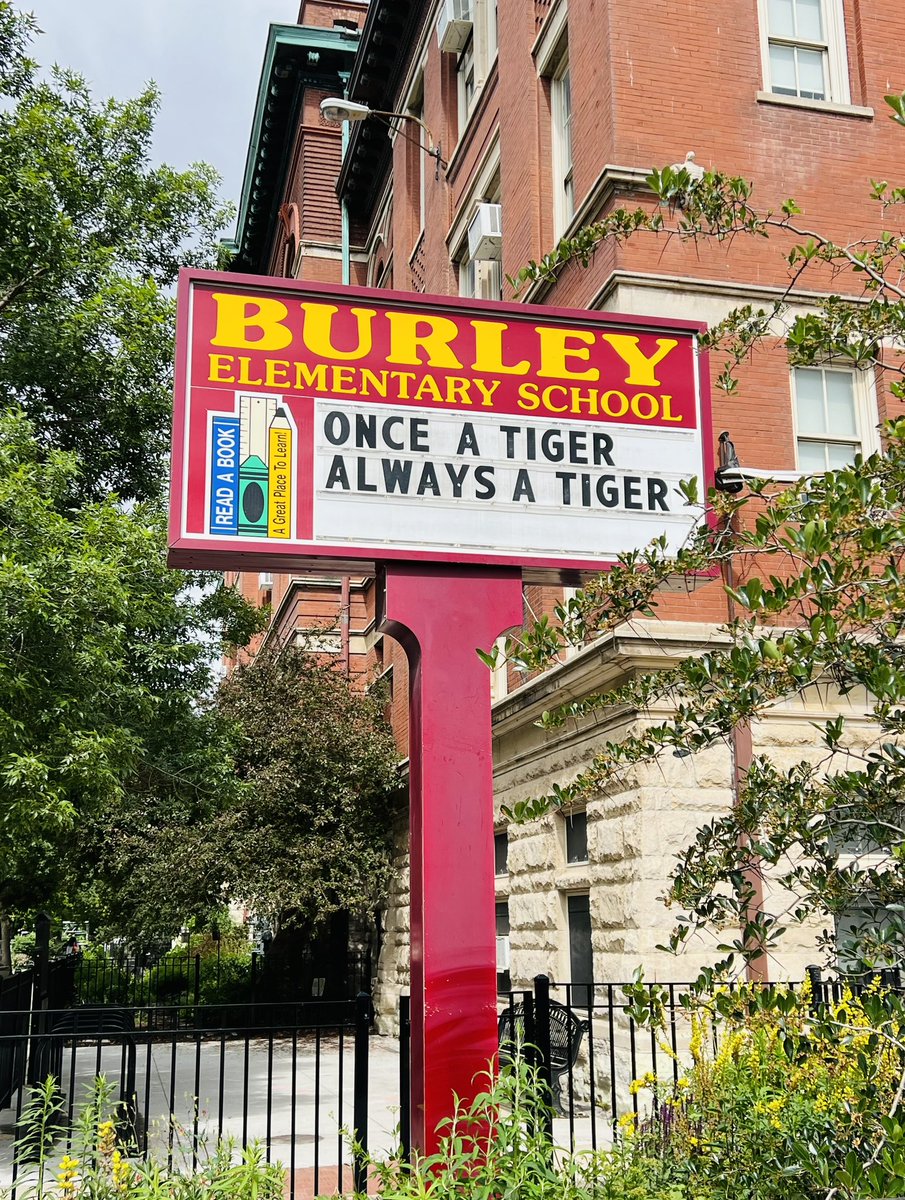 BURLEY
ELEMENTARY SCHOOL
READ A BOOK
A Great Place To Learn!
ONCE A TIGER
ALWAYS A TIGER